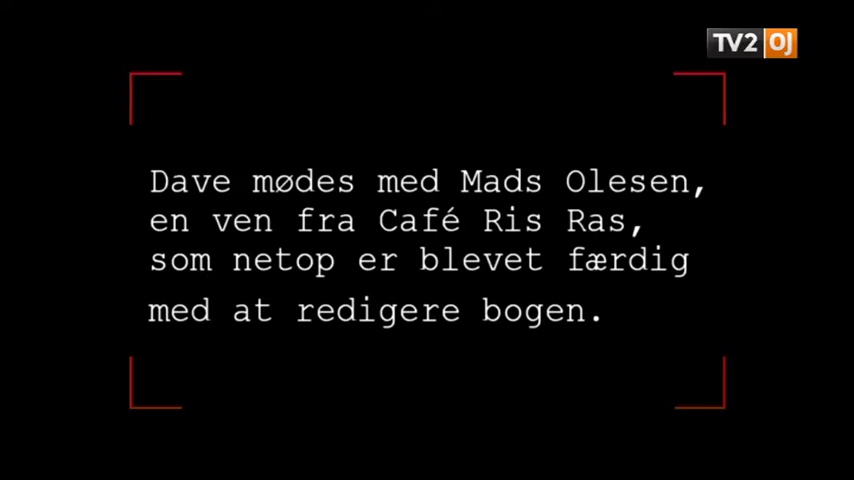 TV2 OJ
Dave mødes med Mads Olesen,
en ven fra Café Ris Ras,
som netop er blevet færdig
med at redigere bogen.